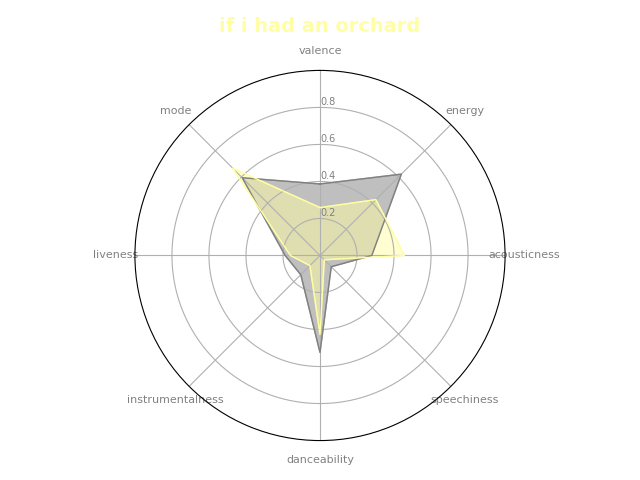 if i had an orchard
valence
mode
energy
0.8
0.6
0.4
0.2
liveness
acousticness
instrumentalness
speechiness
danceability